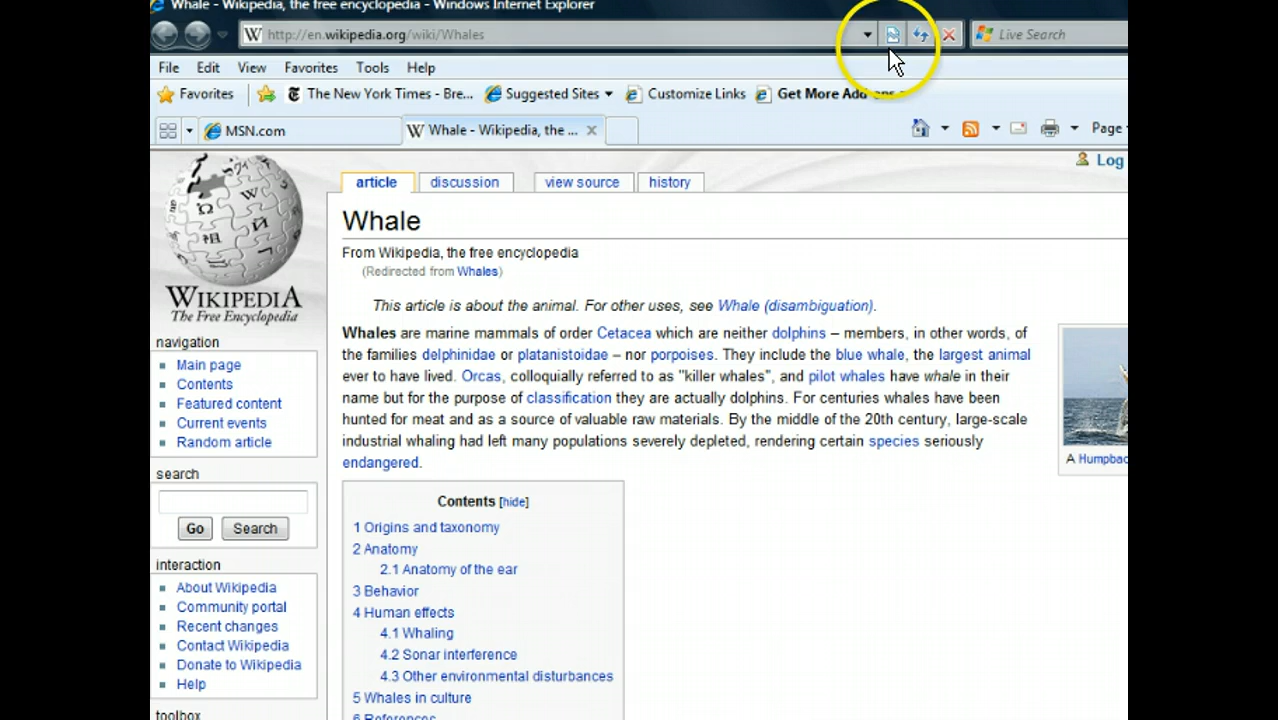 Whale - Wikipedia, the free encyclopedia - Windows Internet Explorer
W http://en.wikipedia.org/wiki/Whales Live Search
File Edit View Favorites Tools Help
Favorites The New York Times - Bre... Suggested Sites Customize Links Get More Add-ons
MSN.com W Whale - Wikipedia, the ... Page
Log
article discussion view source history
Whale
From Wikipedia, the free encyclopedia
(Redirected from Whales)
This article is about the animal. For other uses, see Whale (disambiguation).
Whales are marine mammals of order Cetacea which are neither dolphins – members, in other words, of
the families delphinidae or platanistoidae – nor porpoises. They include the blue whale, the largest animal
ever to have lived. Orcas, colloquially referred to as "killer whales", and pilot whales have whale in their
name but for the purpose of classification they are actually dolphins. For centuries whales have been
hunted for meat and as a source of valuable raw materials. By the middle of the 20th century, large-scale
industrial whaling had left many populations severely depleted, rendering certain species seriously
endangered.
A Humpbac
Contents [hide]
1 Origins and taxonomy
2 Anatomy
2.1 Anatomy of the ear
3 Behavior
4 Human effects
4.1 Whaling
4.2 Sonar interference
4.3 Other environmental disturbances
5 Whales in culture
6 References
WIKIPEDIA
The Free Encyclopedia
navigation
Main page
Contents
Featured content
Current events
Random article
search
Go Search
interaction
About Wikipedia
Community portal
Recent changes
Contact Wikipedia
Donate to Wikipedia
Help
toolbox